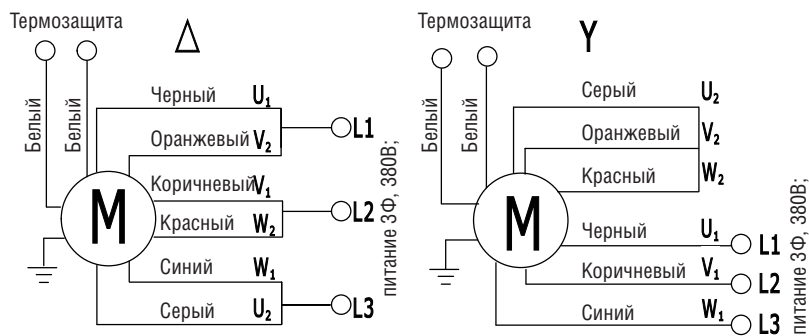 Термозащита
Δ
Белый
Белый
Черный U₁
Оранжевый V₂
L1
Коричневый V₁
Красный W₂
L2
Синий W₁
Серый U₂
L3
M
питание 3Ф, 380В;
Термозащита
Y
Белый
Белый
Серый U₂
Оранжевый V₂
Красный W₂
M
Черный U₁ L1
Коричневый V₁ L2
Синий W₁ L3
питание 3Ф, 380В;